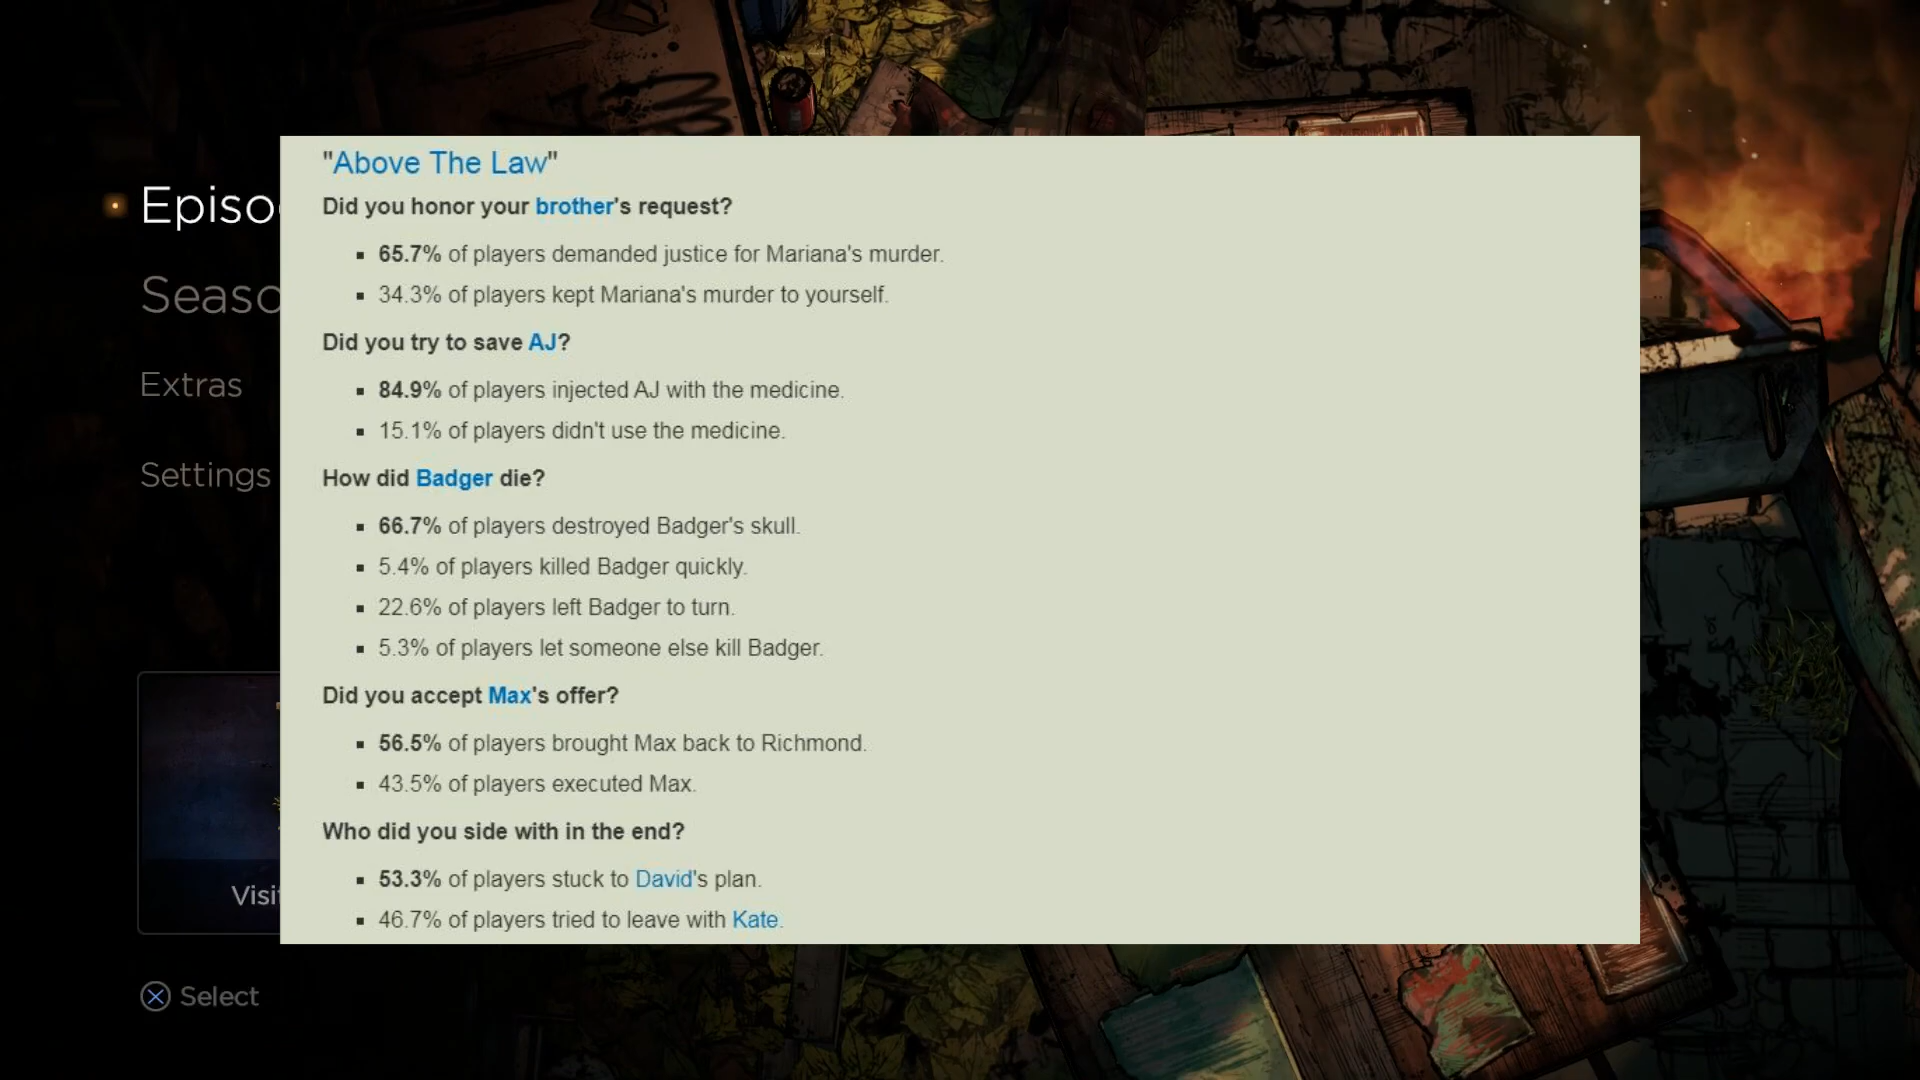 "Above The Law"
Did you honor your brother's request?
65.7% of players demanded justice for Mariana's murder.
34.3% of players kept Mariana's murder to yourself.
Did you try to save AJ?
84.9% of players injected AJ with the medicine.
15.1% of players didn't use the medicine.
How did Badger die?
66.7% of players destroyed Badger's skull.
5.4% of players killed Badger quickly.
22.6% of players left Badger to turn.
5.3% of players let someone else kill Badger.
Did you accept Max's offer?
56.5% of players brought Max back to Richmond.
43.5% of players executed Max.
Who did you side with in the end?
53.3% of players stuck to David's plan.
46.7% of players tried to leave with Kate.
Episo
Seaso
Extras
Settings
Visit
Select